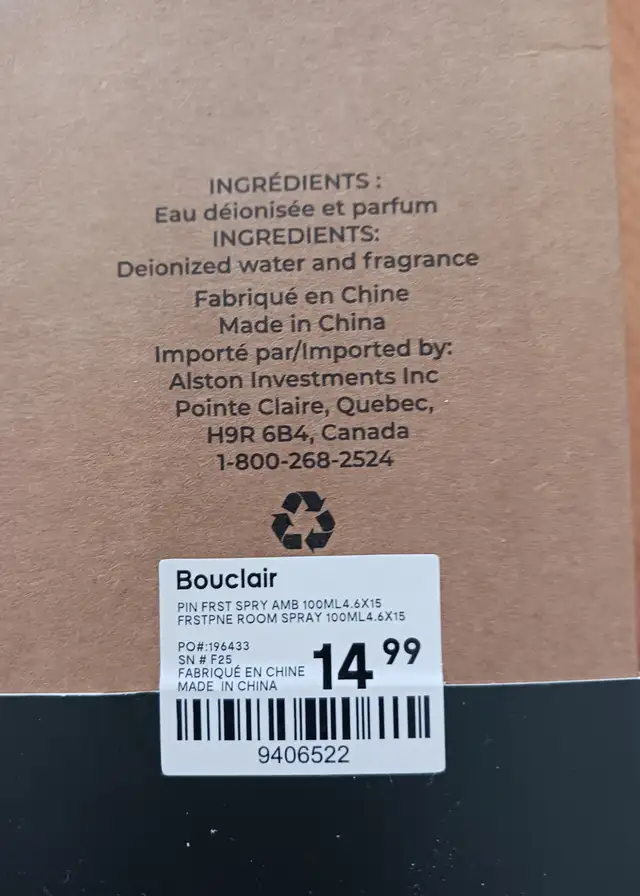 INGRÉDIENTS :
Eau déionisée et parfum
INGREDIENTS:
Deionized water and fragrance
Fabriqué en Chine
Made in China
Importé par/Imported by:
Alston Investments Inc
Pointe Claire, Quebec,
H9R 6B4, Canada
1-800-268-2524
Bouclair
PIN FRST SPRY AMB 100ML4.6X15
FRSTPNE ROOM SPRAY 100ML4.6X15
PO#:196433
SN # F25
FABRIQUÉ EN CHINE
MADE IN CHINA
14 99
9406522